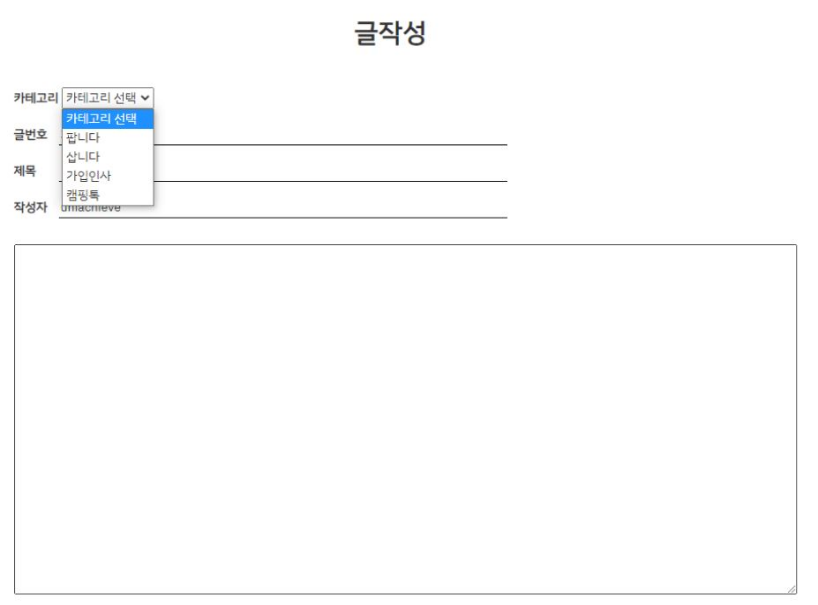 글작성
카테고리 카테고리 선택
카테고리 선택
팝니다
삽니다
가입인사
캠핑톡
글번호
제목
작성자